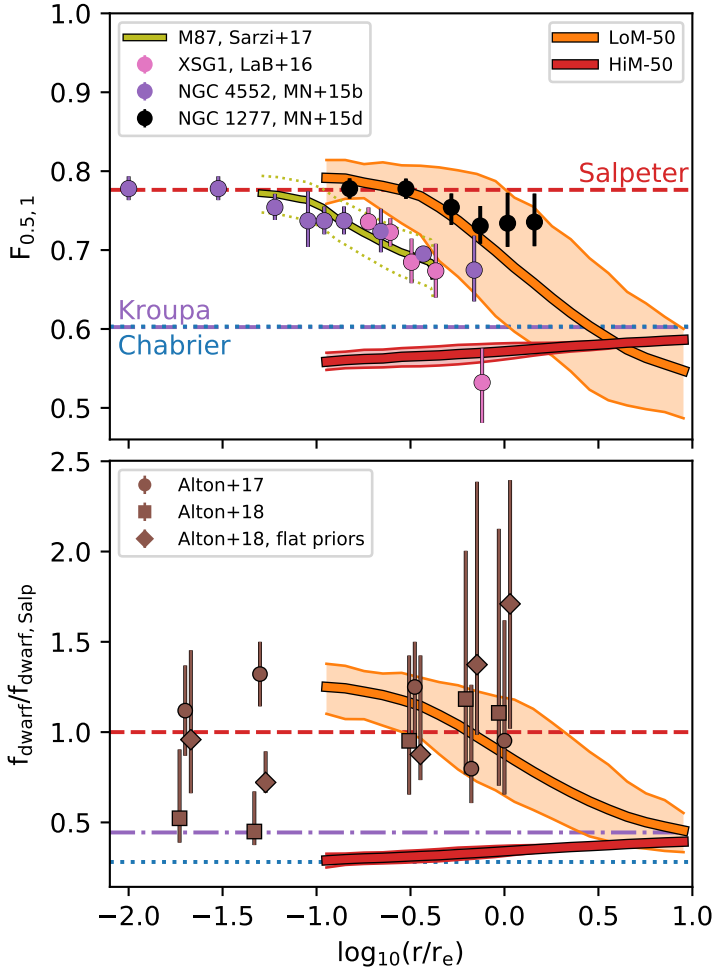 1.0
0.9
0.8
0.7
0.6
0.5
F0.5, 1
M87, Sarzi+17
XSG1, LaB+16
NGC 4552, MN+15b
NGC 1277, MN+15d
LoM-50
HiM-50
Salpeter
Kroupa
Chabrier
2.5
2.0
1.5
1.0
0.5
fdwarf/fdwarf, Salp
Alton+17
Alton+18
Alton+18, flat priors
−2.0 −1.5 −1.0 −0.5 0.0 0.5 1.0
log10(r/re)